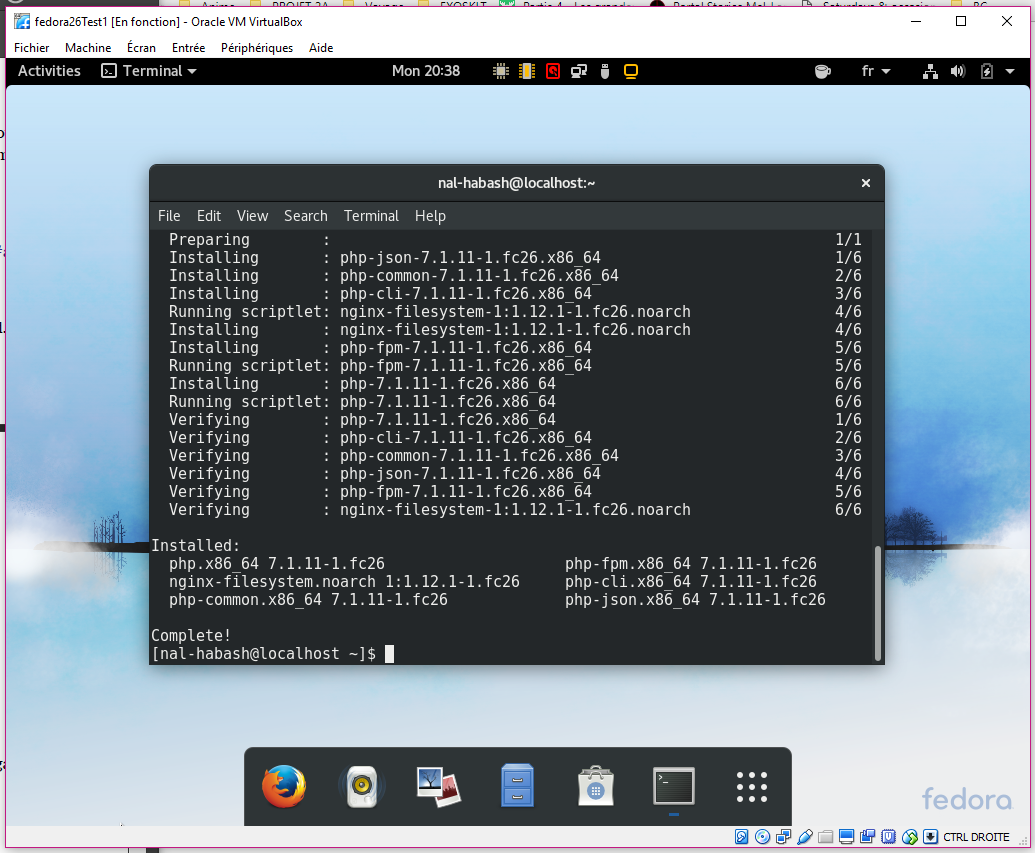 PROJET 2A
Voyage
EXOSKLT
fedora26Test1 [En fonction] - Oracle VM VirtualBox
Fichier Machine Écran Entrée Périphériques Aide
Activities Terminal Mon 20:38 fr
nal-habash@localhost:~
File Edit View Search Terminal Help
Preparing : 1/1
Installing : php-json-7.1.11-1.fc26.x86_64 1/6
Installing : php-common-7.1.11-1.fc26.x86_64 2/6
Installing : php-cli-7.1.11-1.fc26.x86_64 3/6
Running scriptlet: nginx-filesystem-1:1.12.1-1.fc26.noarch 4/6
Installing : nginx-filesystem-1:1.12.1-1.fc26.noarch 4/6
Installing : php-fpm-7.1.11-1.fc26.x86_64 5/6
Running scriptlet: php-fpm-7.1.11-1.fc26.x86_64 5/6
Installing : php-7.1.11-1.fc26.x86_64 6/6
Running scriptlet: php-7.1.11-1.fc26.x86_64 6/6
Verifying : php-7.1.11-1.fc26.x86_64 1/6
Verifying : php-cli-7.1.11-1.fc26.x86_64 2/6
Verifying : php-common-7.1.11-1.fc26.x86_64 3/6
Verifying : php-json-7.1.11-1.fc26.x86_64 4/6
Verifying : php-fpm-7.1.11-1.fc26.x86_64 5/6
Verifying : nginx-filesystem-1:1.12.1-1.fc26.noarch 6/6
Installed:
php.x86_64 7.1.11-1.fc26 php-fpm.x86_64 7.1.11-1.fc26
nginx-filesystem.noarch 1:1.12.1-1.fc26 php-cli.x86_64 7.1.11-1.fc26
php-common.x86_64 7.1.11-1.fc26 php-json.x86_64 7.1.11-1.fc26
Complete!
[nal-habash@localhost ~]$
fedora
CTRL DROITE